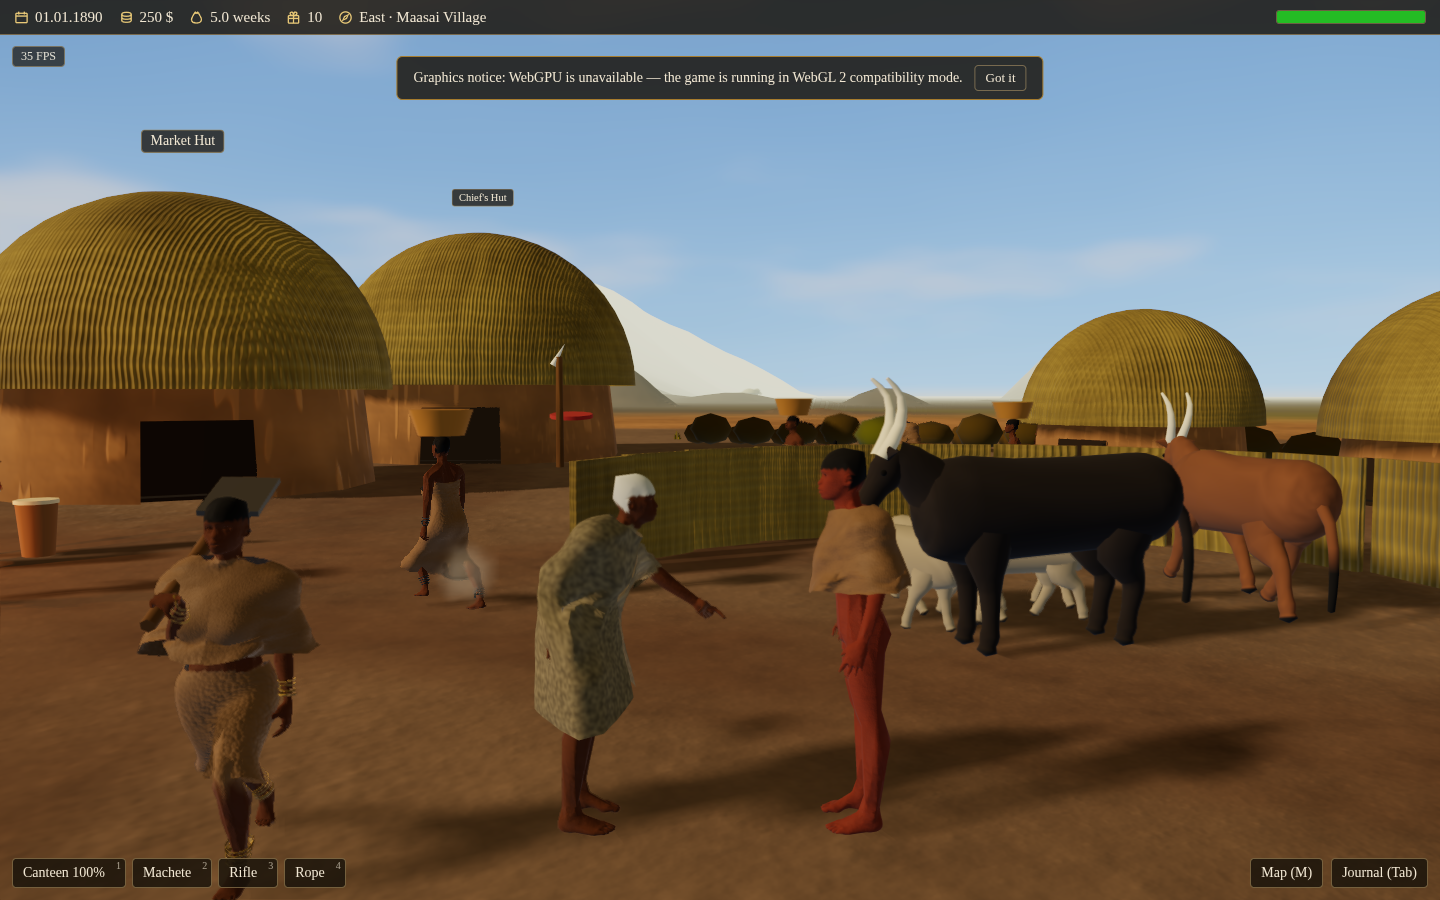 01.01.1890 250 $ 5.0 weeks 10 East · Maasai Village
35 FPS
Graphics notice: WebGPU is unavailable — the game is running in WebGL 2 compatibility mode. Got it
Market Hut
Chief's Hut
Canteen 100% 1 Machete 2 Rifle 3 Rope 4 Map (M) Journal (Tab)